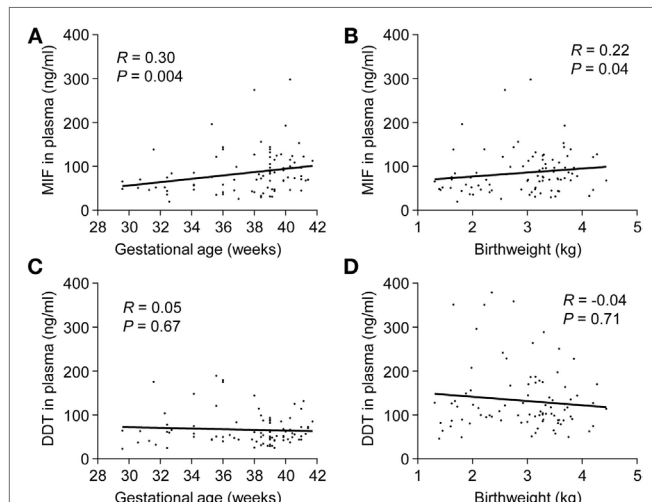 A
R = 0.30
P = 0.004
MIF in plasma (ng/ml)
400
300
200
100
0
28 30 32 34 36 38 40 42
Gestational age (weeks)
B
R = 0.22
P = 0.04
MIF in plasma (ng/ml)
400
300
200
100
0
1 2 3 4 5
Birthweight (kg)
C
R = 0.05
P = 0.67
DDT in plasma (ng/ml)
400
300
200
100
0
28 30 32 34 36 38 40 42
Gestational age (weeks)
D
R = -0.04
P = 0.71
DDT in plasma (ng/ml)
400
300
200
100
0
1 2 3 4 5
Birthweight (kg)